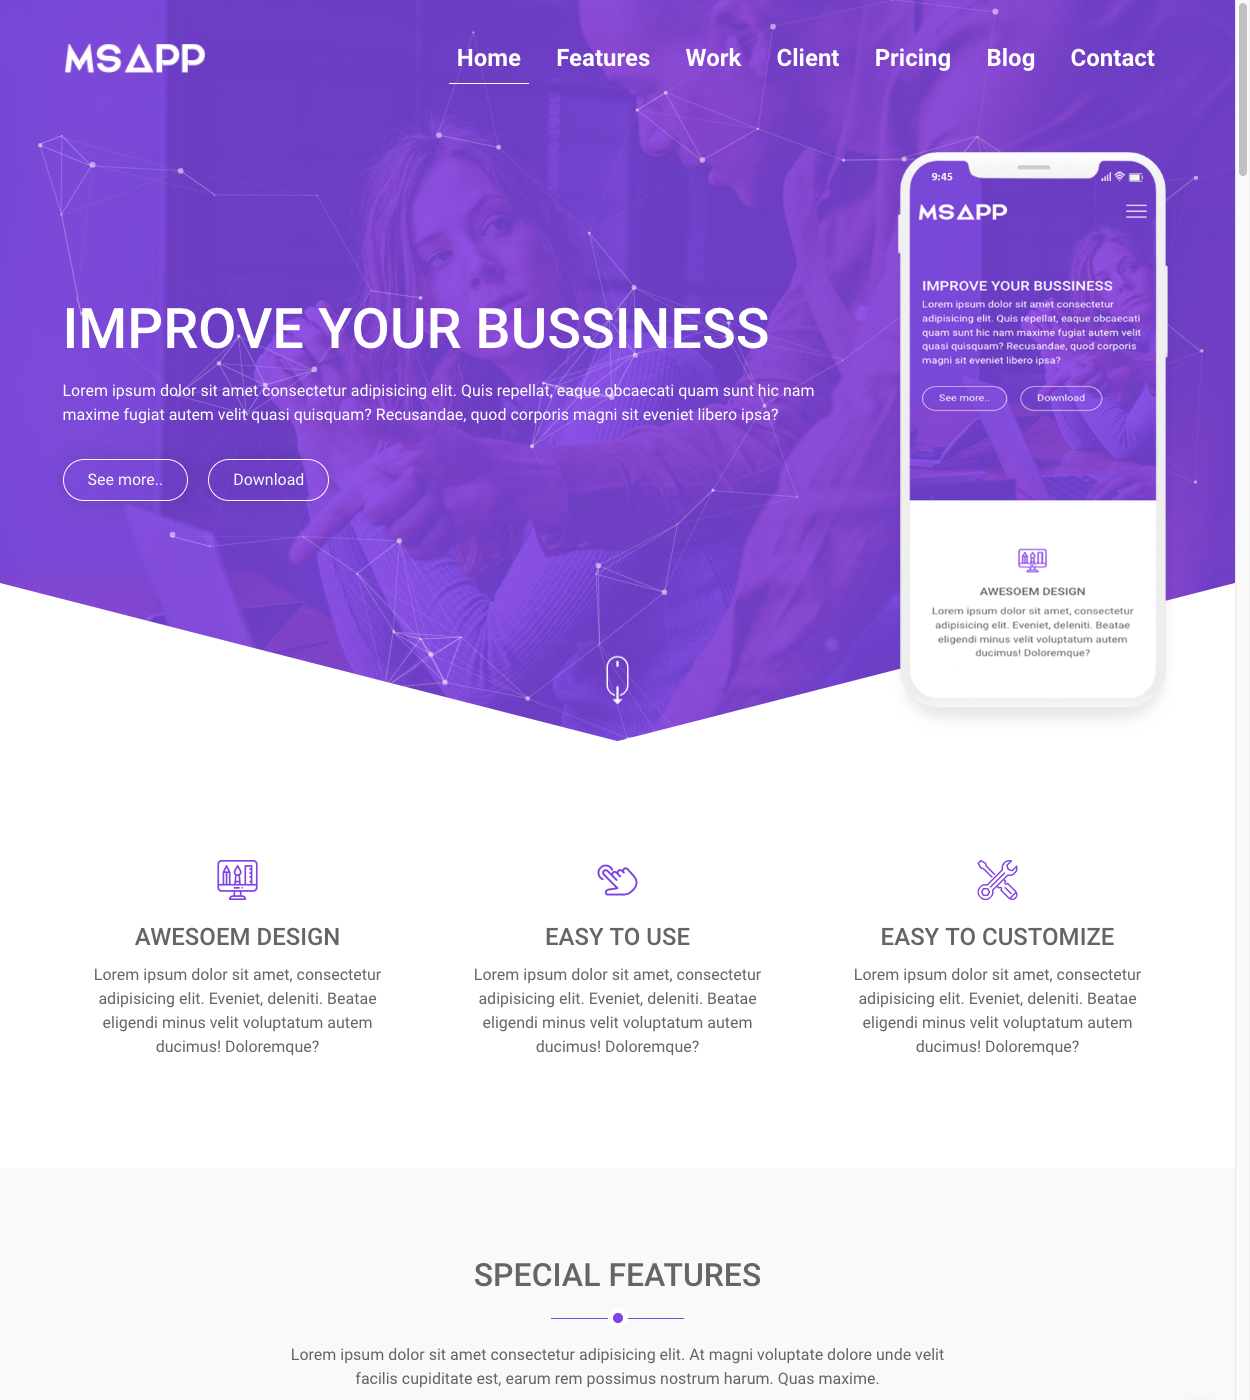 MSAPP
Home Features Work Client Pricing Blog Contact
IMPROVE YOUR BUSSINESS
Lorem ipsum dolor sit amet consectetur adipisicing elit. Quis repellat, eaque obcaecati quam sunt hic nam
maxime fugiat autem velit quasi quisquam? Recusandae, quod corporis magni sit eveniet libero ipsa?
See more.. Download
9:45
MSAPP
IMPROVE YOUR BUSSINESS
Lorem ipsum dolor sit amet consectetur
adipisicing elit. Quis repellat, eaque obcaecati
quam sunt hic nam maxime fugiat autem velit
quasi quisquam? Recusandae, quod corporis
magni sit eveniet libero ipsa?
See more.. Download
AWESOEM DESIGN
Lorem ipsum dolor sit amet, consectetur
adipisicing elit. Eveniet, deleniti. Beatae
eligendi minus velit voluptatum autem
ducimus! Doloremque?
AWESOEM DESIGN
Lorem ipsum dolor sit amet, consectetur
adipisicing elit. Eveniet, deleniti. Beatae
eligendi minus velit voluptatum autem
ducimus! Doloremque?
EASY TO USE
Lorem ipsum dolor sit amet, consectetur
adipisicing elit. Eveniet, deleniti. Beatae
eligendi minus velit voluptatum autem
ducimus! Doloremque?
EASY TO CUSTOMIZE
Lorem ipsum dolor sit amet, consectetur
adipisicing elit. Eveniet, deleniti. Beatae
eligendi minus velit voluptatum autem
ducimus! Doloremque?
SPECIAL FEATURES
Lorem ipsum dolor sit amet consectetur adipisicing elit. At magni voluptate dolore unde velit
facilis cupiditate est, earum rem possimus nostrum harum. Quas maxime.